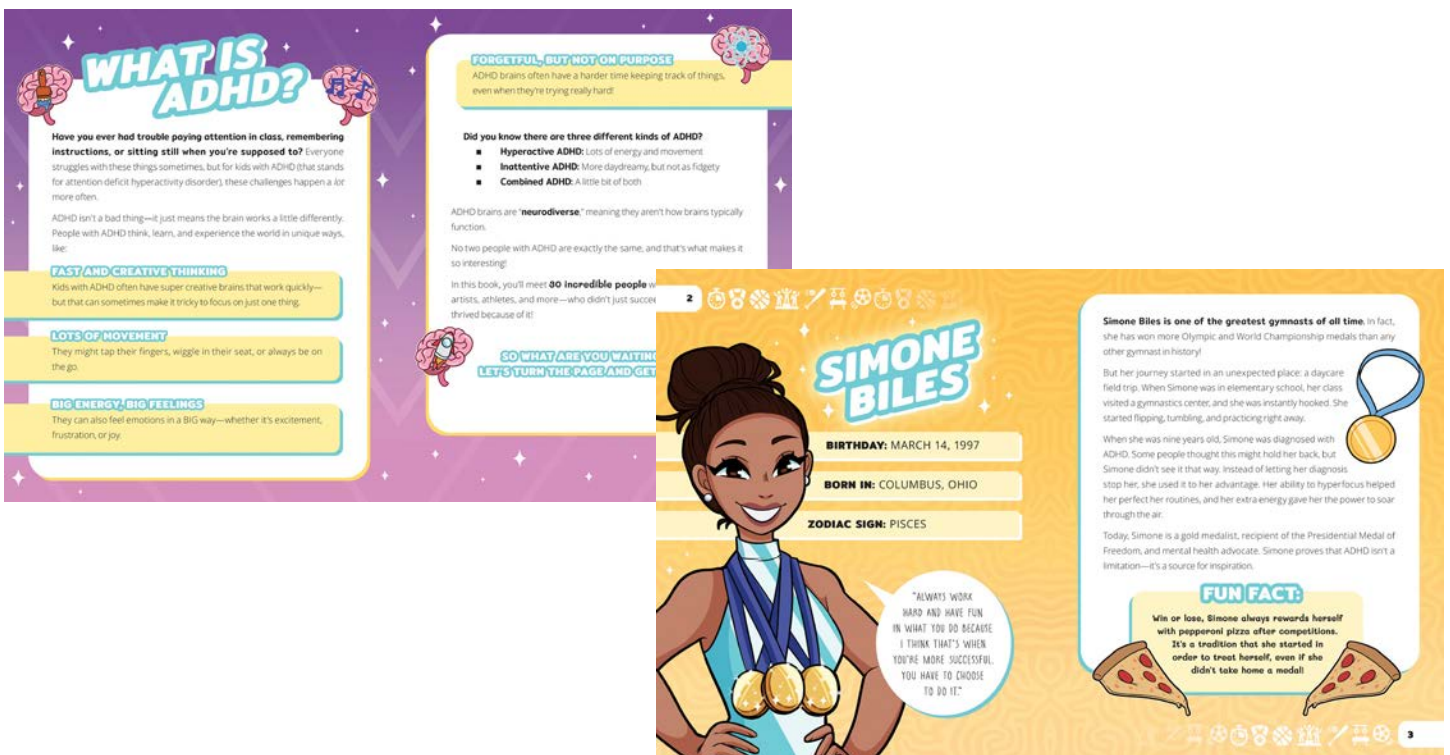 WHAT IS
ADHD?
Have you ever had trouble paying attention in class, remembering
instructions, or sitting still when you're supposed to? Everyone
struggles with these things sometimes, but for kids with ADHD (that stands
for attention deficit hyperactivity disorder), these challenges happen a lot
more often.
ADHD isn't a bad thing—it just means the brain works a little differently.
People with ADHD think, learn, and experience the world in unique ways,
like:
FAST AND CREATIVE THINKING
Kids with ADHD often have super creative brains that work quickly—
but that can sometimes make it tricky to focus on just one thing.
LOTS OF MOVEMENT
They might tap their fingers, wiggle in their seat, or always be on
the go.
BIG ENERGY, BIG FEELINGS
They can also feel emotions in a BIG way—whether it's excitement,
frustration, or joy.
FORGETFUL, BUT NOT ON PURPOSE
ADHD brains often have a harder time keeping track of things,
even when they're trying really hard!
Did you know there are three different kinds of ADHD?
■ Hyperactive ADHD: Lots of energy and movement
■ Inattentive ADHD: More daydreamy, but not as fidgety
■ Combined ADHD: A little bit of both
ADHD brains are "neurodiverse," meaning they aren't how brains typically
function.
No two people with ADHD are exactly the same, and that's what makes it
so interesting!
In this book, you'll meet 30 incredible people w
artists, athletes, and more—who didn't just succee
thrived because of it!
SO WHAT ARE YOU WAITING
LET'S TURN THE PAGE AND GET
2
SIMONE
BILES
BIRTHDAY: MARCH 14, 1997
BORN IN: COLUMBUS, OHIO
ZODIAC SIGN: PISCES
"ALWAYS WORK
HARD AND HAVE FUN
IN WHAT YOU DO BECAUSE
I THINK THAT'S WHEN
YOU'RE MORE SUCCESSFUL.
YOU HAVE TO CHOOSE
TO DO IT."
Simone Biles is one of the greatest gymnasts of all time. In fact,
she has won more Olympic and World Championship medals than any
other gymnast in history!
But her journey started in an unexpected place: a daycare
field trip. When Simone was in elementary school, her class
visited a gymnastics center, and she was instantly hooked. She
started flipping, tumbling, and practicing right away.
When she was nine years old, Simone was diagnosed with
ADHD. Some people thought this might hold her back, but
Simone didn't see it that way. Instead of letting her diagnosis
stop her, she used it to her advantage. Her ability to hyperfocus helped
her perfect her routines, and her extra energy gave her the power to soar
through the air.
Today, Simone is a gold medalist, recipient of the Presidential Medal of
Freedom, and mental health advocate. Simone proves that ADHD isn't a
limitation—it's a source for inspiration.
FUN FACT:
Win or lose, Simone always rewards herself
with pepperoni pizza after competitions.
It's a tradition that she started in
order to treat herself, even if she
didn't take home a medal!
3